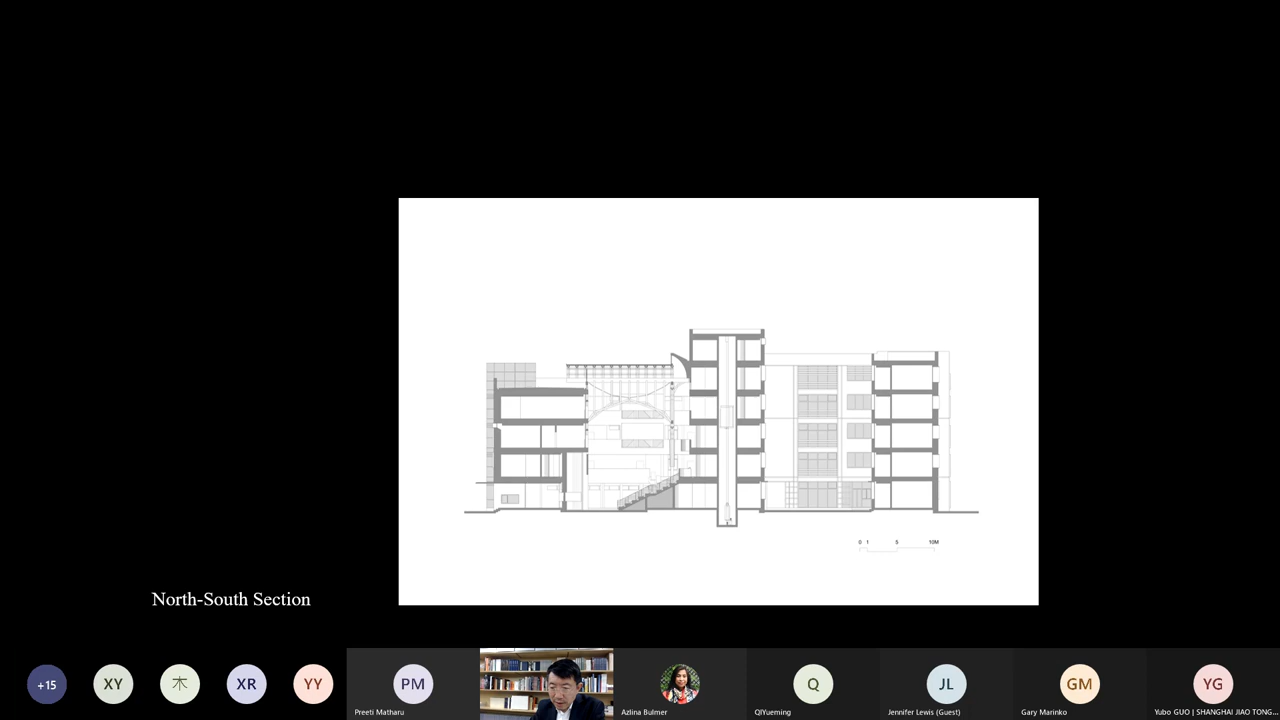 0 1 5 10M
North-South Section
+15
XY
木
XR
YY
PM
Q
JL
GM
YG
Preeti Matharu
Azlina Bulmer
QIYueming
Jennifer Lewis (Guest)
Gary Marinko
Yubo GUO | SHANGHAI JIAO TONG...